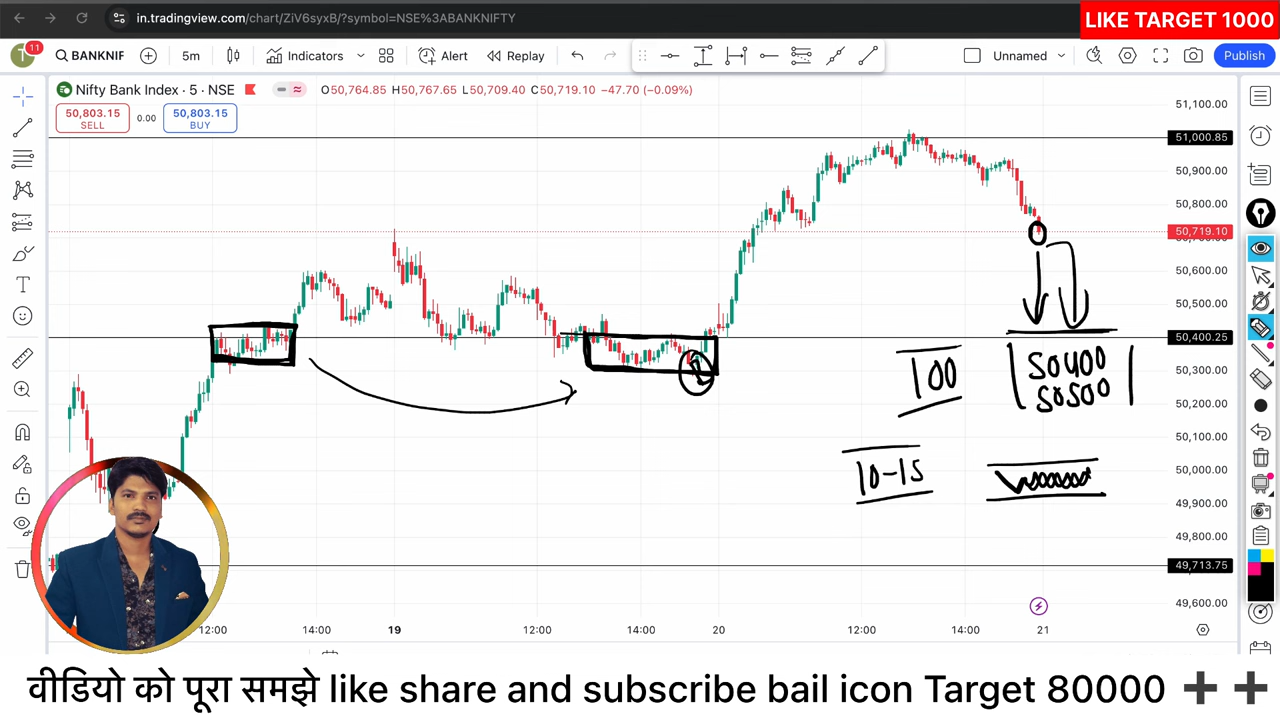 in.tradingview.com/chart/ZiV6syxB/?symbol=NSE%3ABANKNIFTY
LIKE TARGET 1000
T 11 BANKNIF 5m Indicators Alert Replay Unnamed Publish
Nifty Bank Index · 5 · NSE O50,764.85 H50,767.65 L50,709.40 C50,719.10 −47.70 (−0.09%)
50,803.15 0.00 50,803.15
SELL BUY
51,100.00
51,000.85
50,900.00
50,800.00
50,719.10
50,600.00
50,500.00
50,400.25
50,300.00
50,200.00
50,100.00
50,000.00
49,900.00
49,800.00
49,713.75
49,600.00
100
50400
50500
10-15
12:00 14:00 19 12:00 14:00 20 12:00 14:00 21
वीडियो को पूरा समझे like share and subscribe bail icon Target 80000 ➕ ➕